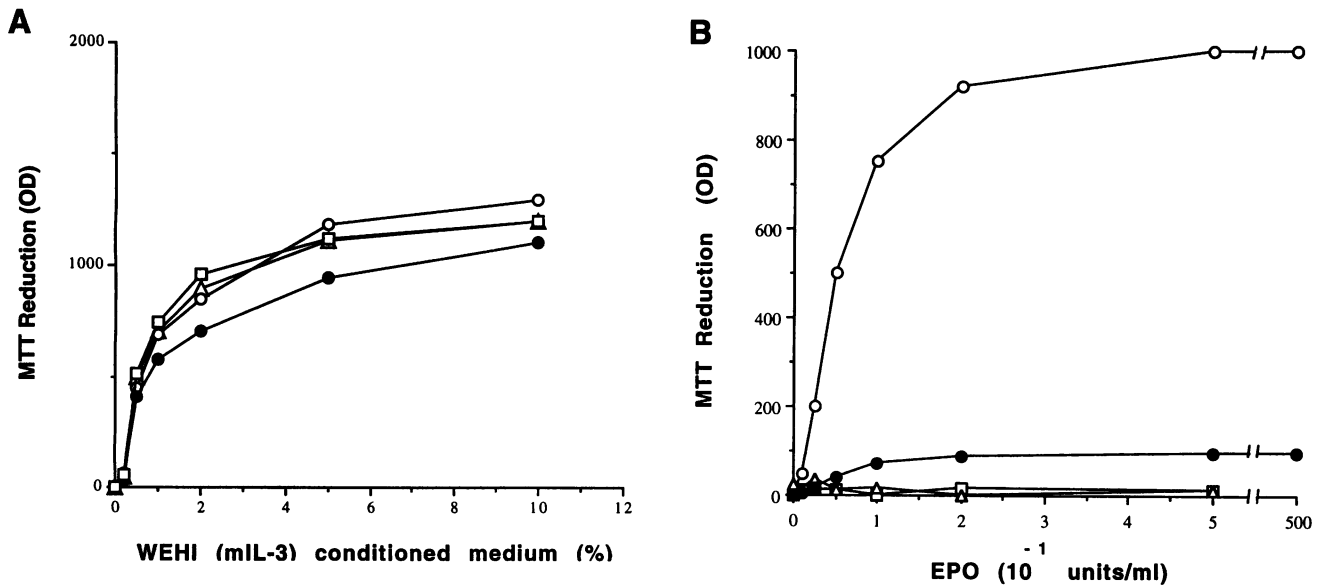 A
2000
1000
0
MTT Reduction (OD)
0 2 4 6 8 10 12
WEHI (mIL-3) conditioned medium (%)
B
1000
800
600
400
200
0
MTT Reduction (OD)
0 1 2 3 4 5 500
EPO (10 -1 units/ml)